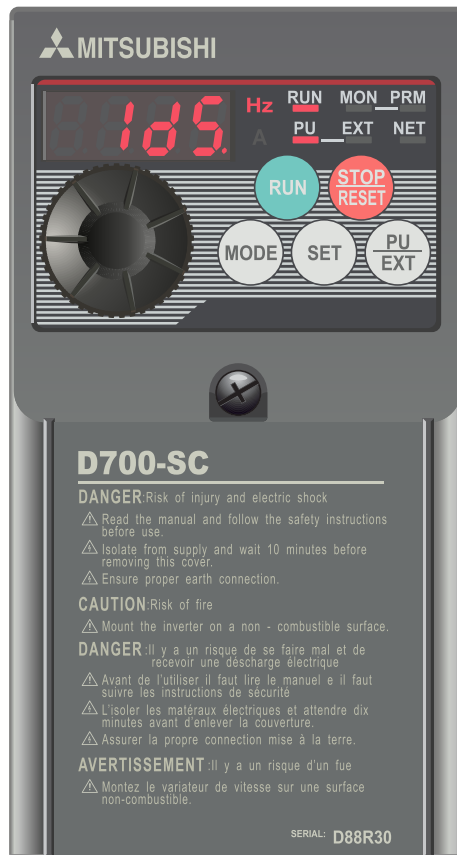 MITSUBISHI
1d5.
Hz RUN MON PRM
A PU EXT NET
RUN STOP
RESET
MODE SET PU
EXT
D700-SC
DANGER:Risk of injury and electric shock
Read the manual and follow the safety instructions
before use.
Isolate from supply and wait 10 minutes before
removing this cover.
Ensure proper earth connection.
CAUTION:Risk of fire
Mount the inverter on a non - combustible surface.
DANGER :Il y a un risque de se faire mal et de
recevoir une déscharge électrique
Avant de l'utiliser il faut lire le manuel e il faut
suivre les instructions de sécurité
L'isoler les matéraux électriques et attendre dix
minutes avant d'enlever la couverture.
Assurer la propre connection mise à la terre.
AVERTISSEMENT :Il y a un risque d'un fue
Montez le variateur de vitesse sur une surface
non-combustible.
SERIAL: D88R30